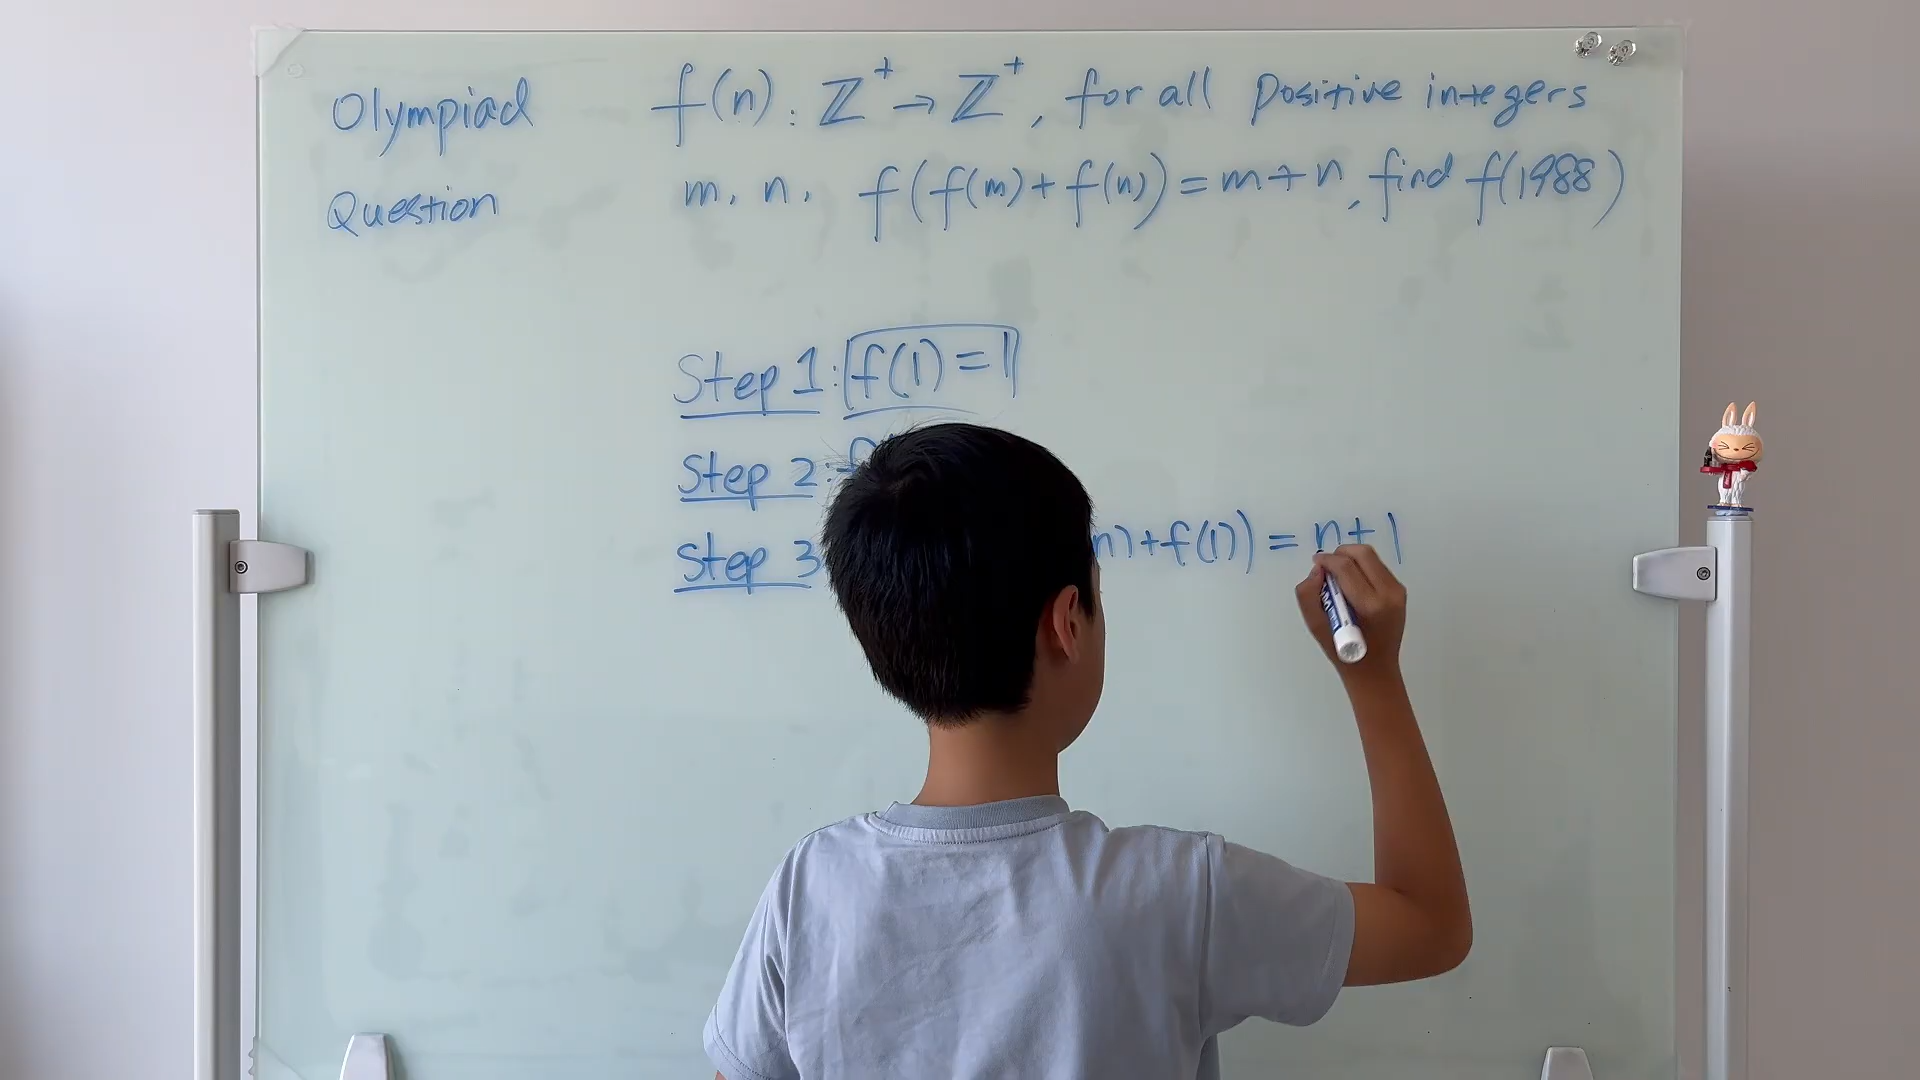 Olympiad
Question
f(n): ℤ⁺→ℤ⁺, for all positive integers
m, n, f(f(m)+f(n))=m+n, find f(1988)
Step 1: f(1)=1
Step 2:
Step 3
n)+f(1))=n+1